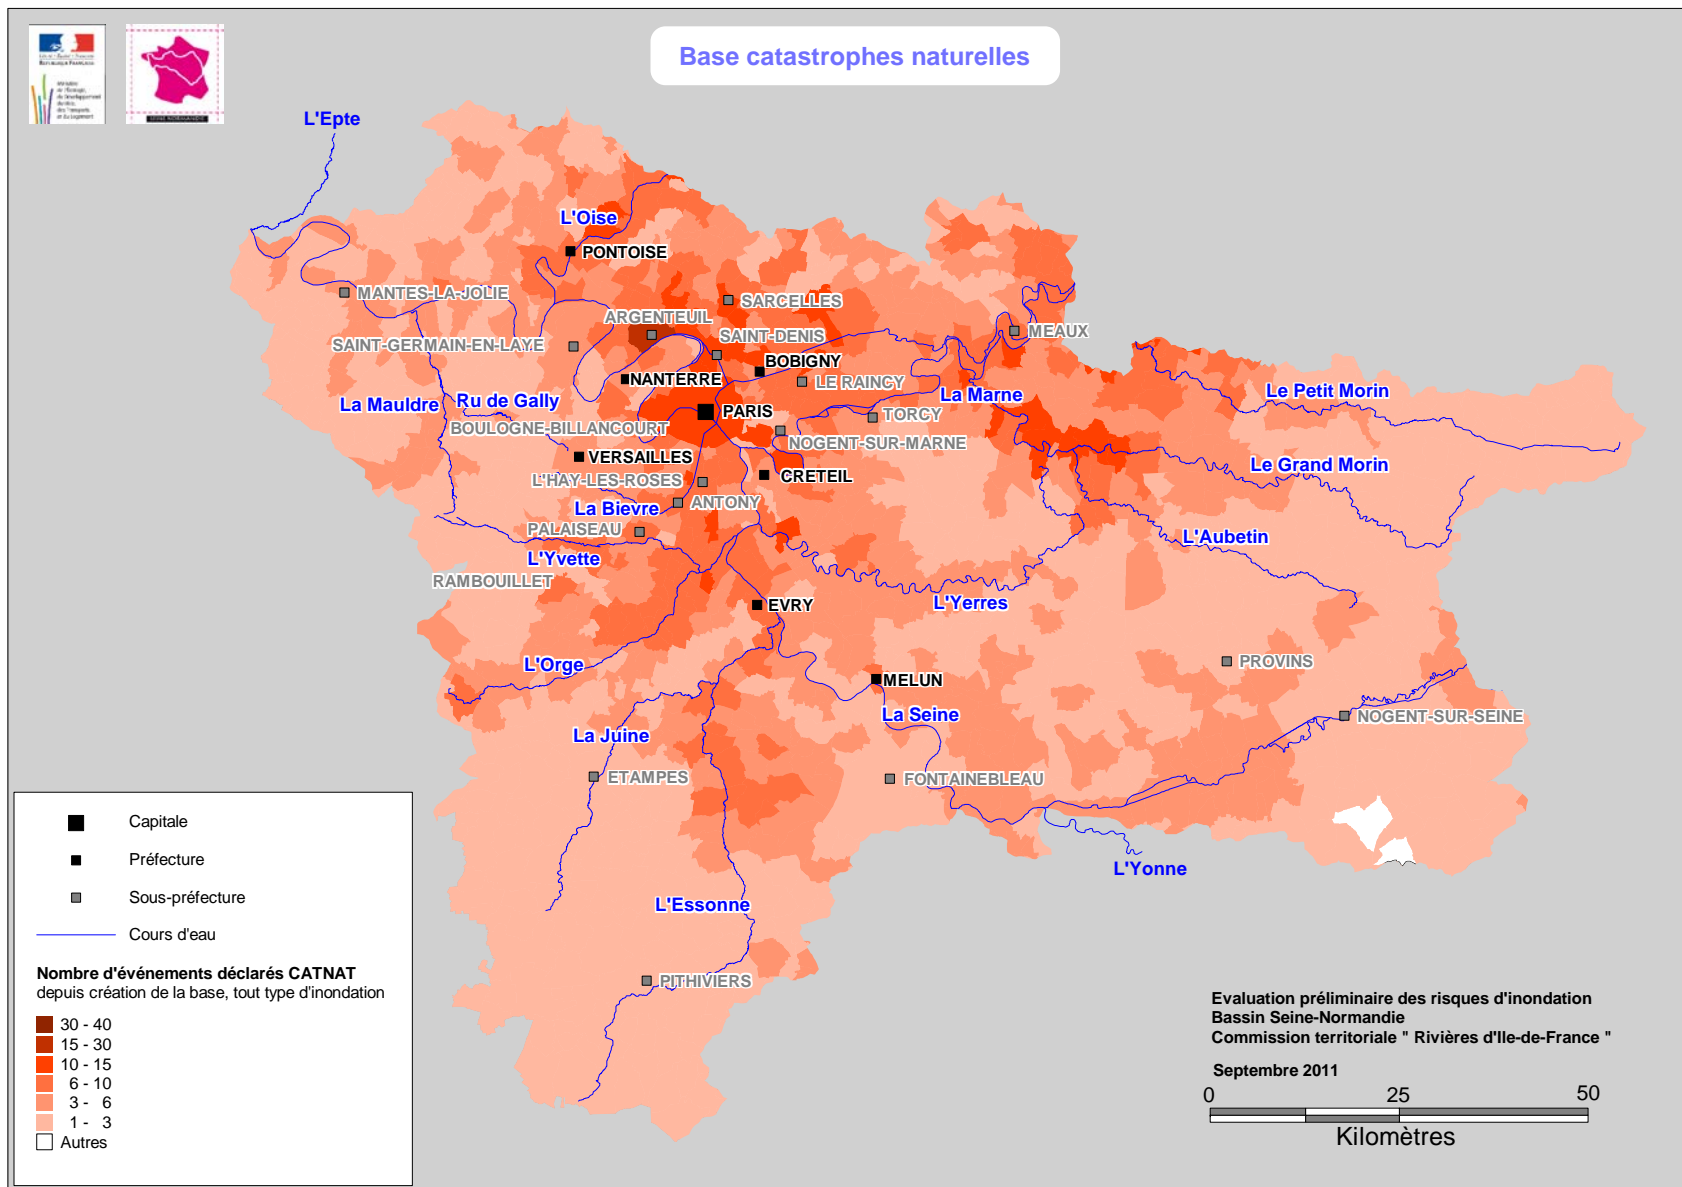 Base catastrophes naturelles
RÉPUBLIQUE FRANÇAISE
SEINE NORMANDIE
L'Epte
L'Oise
PONTOISE
MANTES-LA-JOLIE
SARCELLES
ARGENTEUIL
SAINT-DENIS
MEAUX
SAINT-GERMAIN-EN-LAYE
BOBIGNY
NANTERRE
LE RAINCY
La Mauldre
Ru de Gally
La Marne
Le Petit Morin
PARIS
TORCY
BOULOGNE-BILLANCOURT
NOGENT-SUR-MARNE
VERSAILLES
Le Grand Morin
L'HAY-LES-ROSES
CRETEIL
La Bievre
ANTONY
PALAISEAU
L'Aubetin
L'Yvette
RAMBOUILLET
EVRY
L'Yerres
L'Orge
PROVINS
MELUN
La Seine
NOGENT-SUR-SEINE
La Juine
ETAMPES
FONTAINEBLEAU
L'Yonne
L'Essonne
PITHIVIERS
Capitale
Préfecture
Sous-préfecture
Cours d'eau
Nombre d'événements déclarés CATNAT
depuis création de la base, tout type d'inondation
30 - 40
15 - 30
10 - 15
6 - 10
3 - 6
1 - 3
Autres
Evaluation préliminaire des risques d'inondation
Bassin Seine-Normandie
Commission territoriale " Rivières d'Ile-de-France "
Septembre 2011
0 25 50
Kilomètres